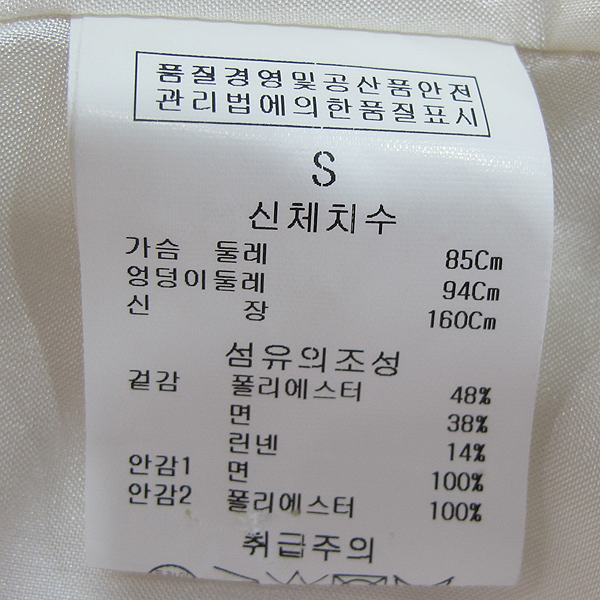 품질경영및공산품안전
관리법에의한품질표시
S
신체치수
가슴 둘레 85Cm
엉덩이둘레 94Cm
신 장 160Cm
섬유의조성
겉감 폴리에스터 48%
면 38%
린넨 14%
안감1 면 100%
안감2 폴리에스터 100%
취급주의